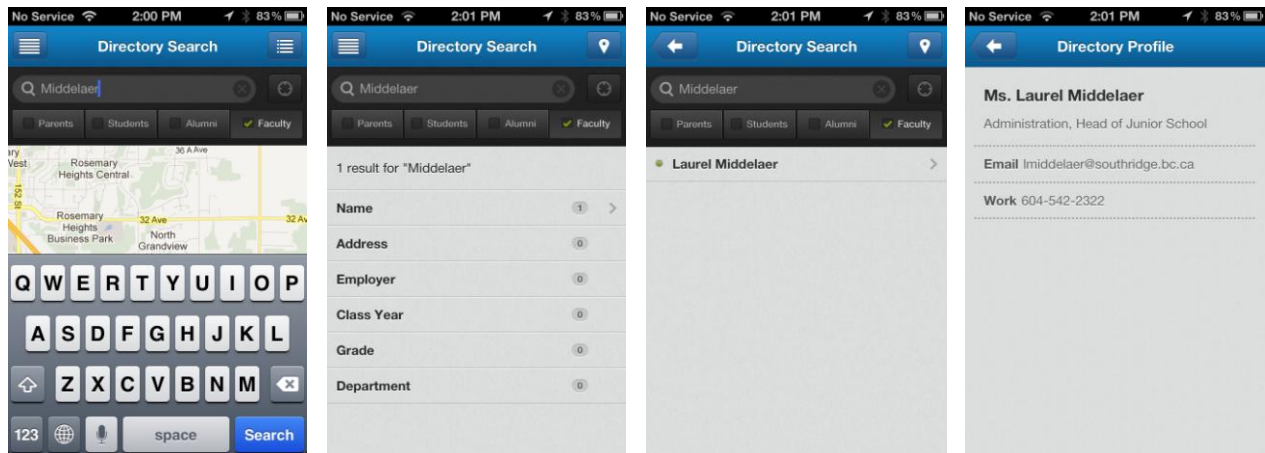 No Service 2:00 PM 83%
Directory Search
Middelaer
Parents Students Alumni Faculty
36 A Ave
West
Rosemary
Heights Central
152 St
Rosemary
Heights
Business Park
32 Ave
North
Grandview
Q W E R T Y U I O P
A S D F G H J K L
Z X C V B N M
123 space Search
No Service 2:01 PM 83%
Directory Search
Middelaer
Parents Students Alumni Faculty
1 result for "Middelaer"
Name 1
Address 0
Employer 0
Class Year 0
Grade 0
Department 0
32 Av
No Service 2:01 PM 83%
Directory Search
Middelaer
Parents Students Alumni Faculty
Laurel Middelaer
No Service 2:01 PM 83%
Directory Profile
Ms. Laurel Middelaer
Administration, Head of Junior School
Email lmiddelaer@southridge.bc.ca
Work 604-542-2322